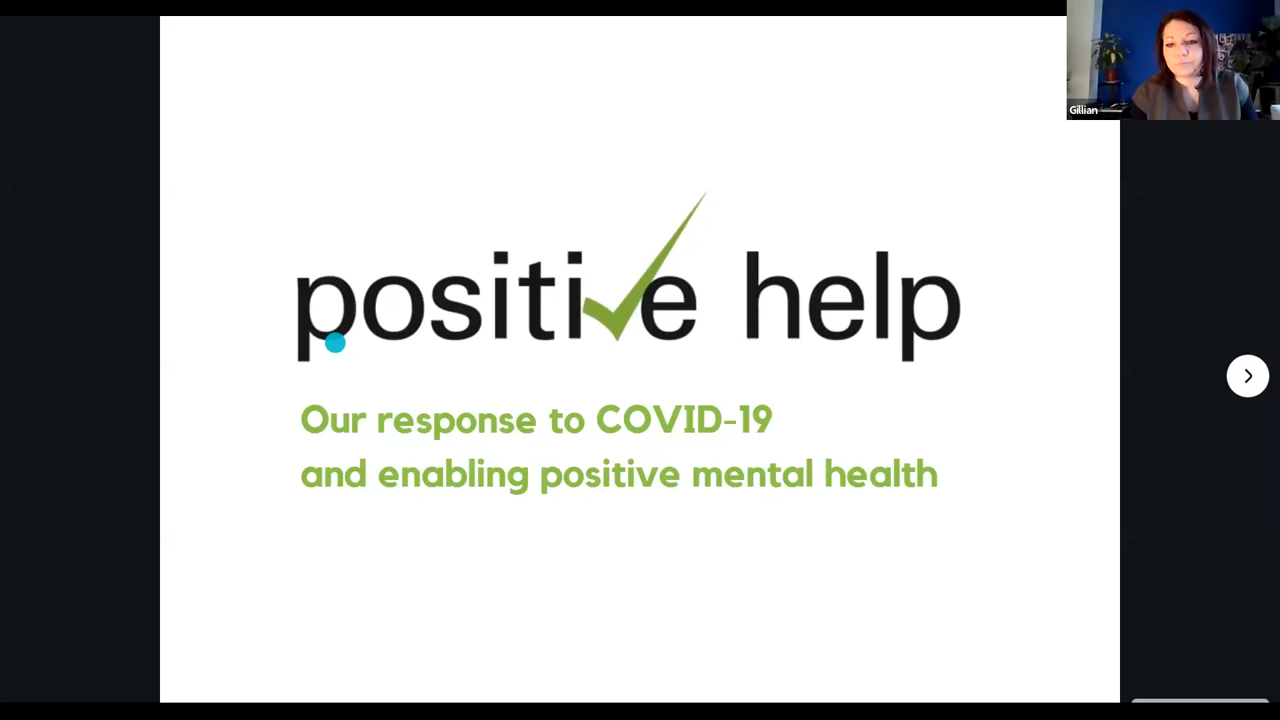 Gillian
positive help
Our response to COVID-19
and enabling positive mental health